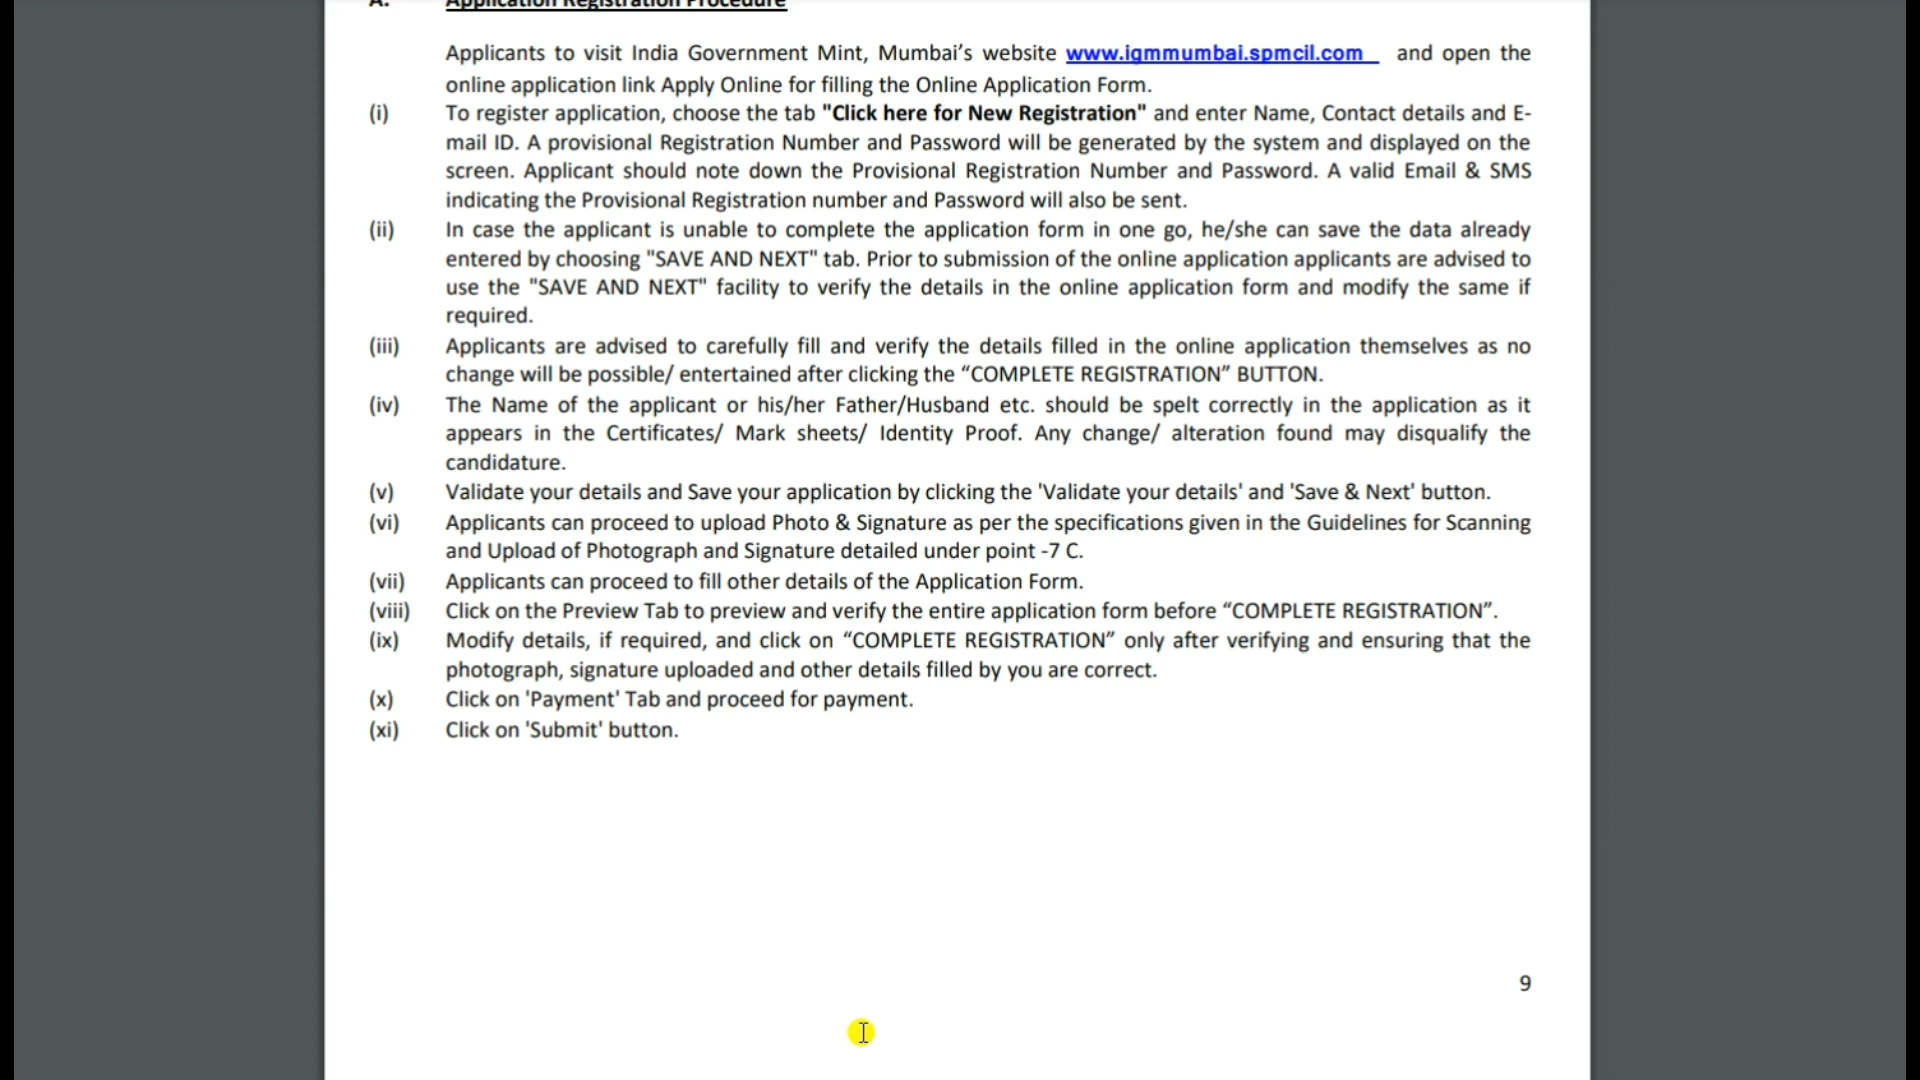 A. Application Registration Procedure
Applicants to visit India Government Mint, Mumbai’s website www.igmmumbai.spmcil.com and open the
online application link Apply Online for filling the Online Application Form.
(i) To register application, choose the tab "Click here for New Registration" and enter Name, Contact details and E-
mail ID. A provisional Registration Number and Password will be generated by the system and displayed on the
screen. Applicant should note down the Provisional Registration Number and Password. A valid Email & SMS
indicating the Provisional Registration number and Password will also be sent.
(ii) In case the applicant is unable to complete the application form in one go, he/she can save the data already
entered by choosing "SAVE AND NEXT" tab. Prior to submission of the online application applicants are advised to
use the "SAVE AND NEXT" facility to verify the details in the online application form and modify the same if
required.
(iii) Applicants are advised to carefully fill and verify the details filled in the online application themselves as no
change will be possible/ entertained after clicking the “COMPLETE REGISTRATION” BUTTON.
(iv) The Name of the applicant or his/her Father/Husband etc. should be spelt correctly in the application as it
appears in the Certificates/ Mark sheets/ Identity Proof. Any change/ alteration found may disqualify the
candidature.
(v) Validate your details and Save your application by clicking the 'Validate your details' and 'Save & Next' button.
(vi) Applicants can proceed to upload Photo & Signature as per the specifications given in the Guidelines for Scanning
and Upload of Photograph and Signature detailed under point -7 C.
(vii) Applicants can proceed to fill other details of the Application Form.
(viii) Click on the Preview Tab to preview and verify the entire application form before “COMPLETE REGISTRATION”.
(ix) Modify details, if required, and click on “COMPLETE REGISTRATION” only after verifying and ensuring that the
photograph, signature uploaded and other details filled by you are correct.
(x) Click on 'Payment' Tab and proceed for payment.
(xi) Click on 'Submit' button.
9